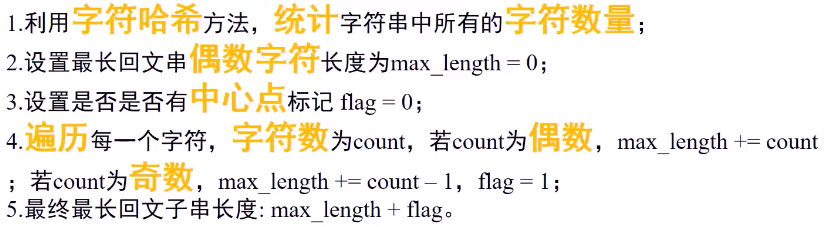 1.利用字符哈希方法，统计字符串中所有的字符数量；
2.设置最长回文串偶数字符长度为max_length = 0；
3.设置是否是否有中心点标记 flag = 0；
4.遍历每一个字符，字符数为count，若count为偶数，max_length += count
；若count为奇数，max_length += count – 1，flag = 1；
5.最终最长回文子串长度: max_length + flag。